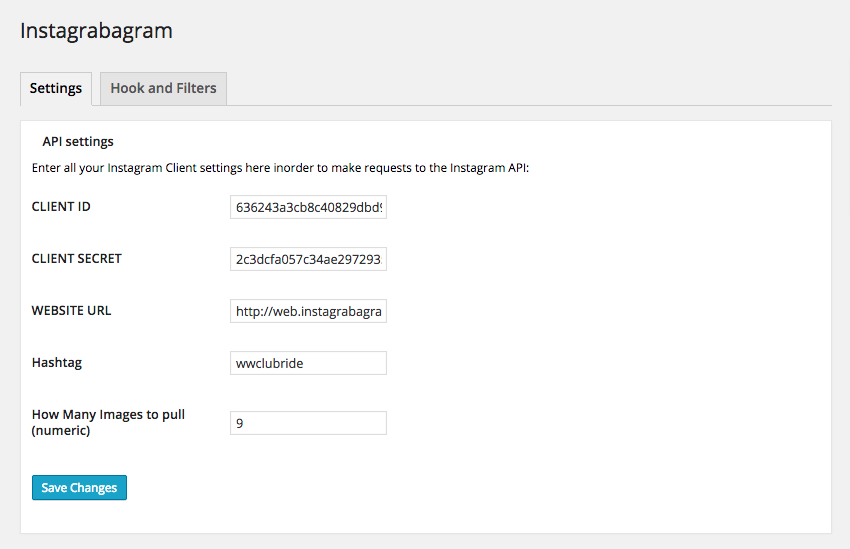 Instagrabagram
Settings
Hook and Filters
API settings
Enter all your Instagram Client settings here inorder to make requests to the Instagram API:
CLIENT ID
636243a3cb8c40829dbd9
CLIENT SECRET
2c3dcfa057c34ae297293
WEBSITE URL
http://web.instagrabagra
Hashtag
wwclubride
How Many Images to pull
(numeric)
9
Save Changes